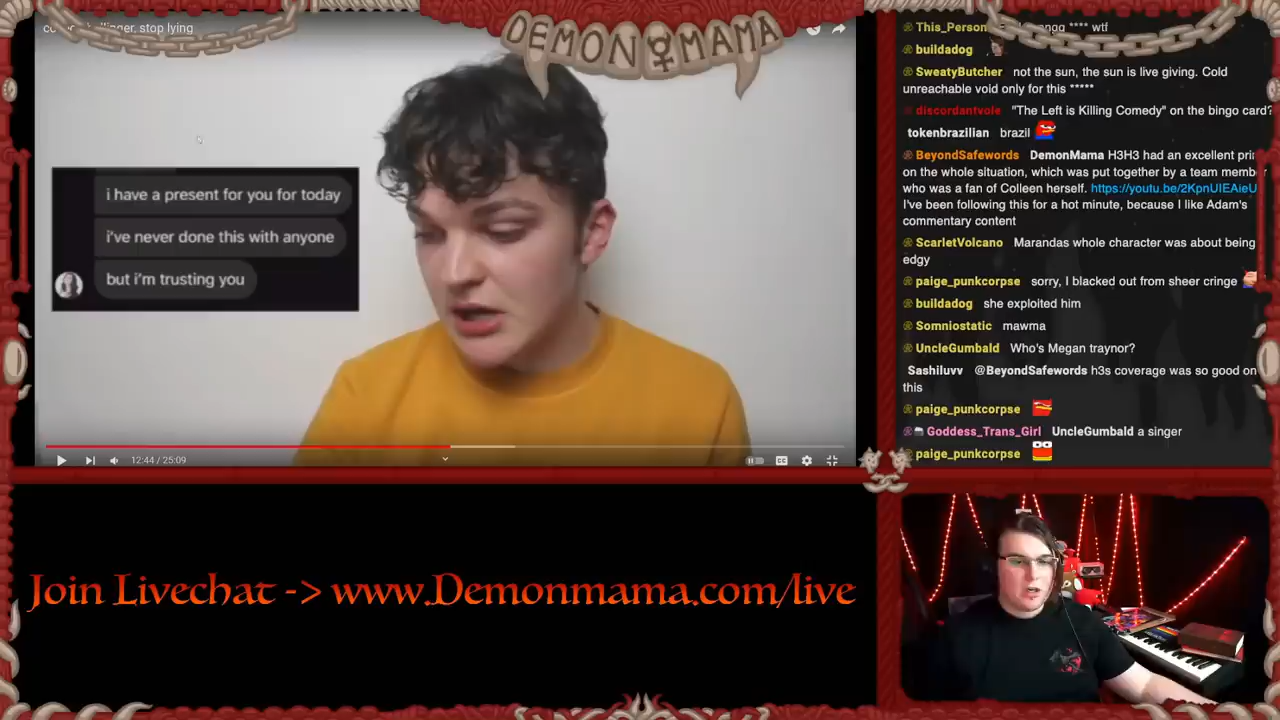 stop lying
DEMON MAMA
i have a present for you for today
i've never done this with anyone
but i'm trusting you
12:44 / 25:09
CC
Join Livechat -> www.Demonmama.com/live
This_Person **** wtf
buildadog
SweatyButcher not the sun, the sun is live giving. Cold
unreachable void only for this *****
discordantvole "The Left is Killing Comedy" on the bingo card?
tokenbrazilian brazil
BeyondSafewords DemonMama H3H3 had an excellent
on the whole situation, which was put together by a team
who was a fan of Colleen herself. https://youtu.be/2KpnUIEAieU
I've been following this for a hot minute, because I like Adam's
commentary content
ScarletVolcano Marandas whole character was about being
edgy
paige_punkcorpse sorry, I blacked out from sheer cringe
buildadog she exploited him
Somniostatic mawma
UncleGumbald Who's Megan traynor?
Sashiluvv @BeyondSafewords h3s coverage was so good on
this
paige_punkcorpse
Goddess_Trans_Girl UncleGumbald a singer
paige_punkcorpse